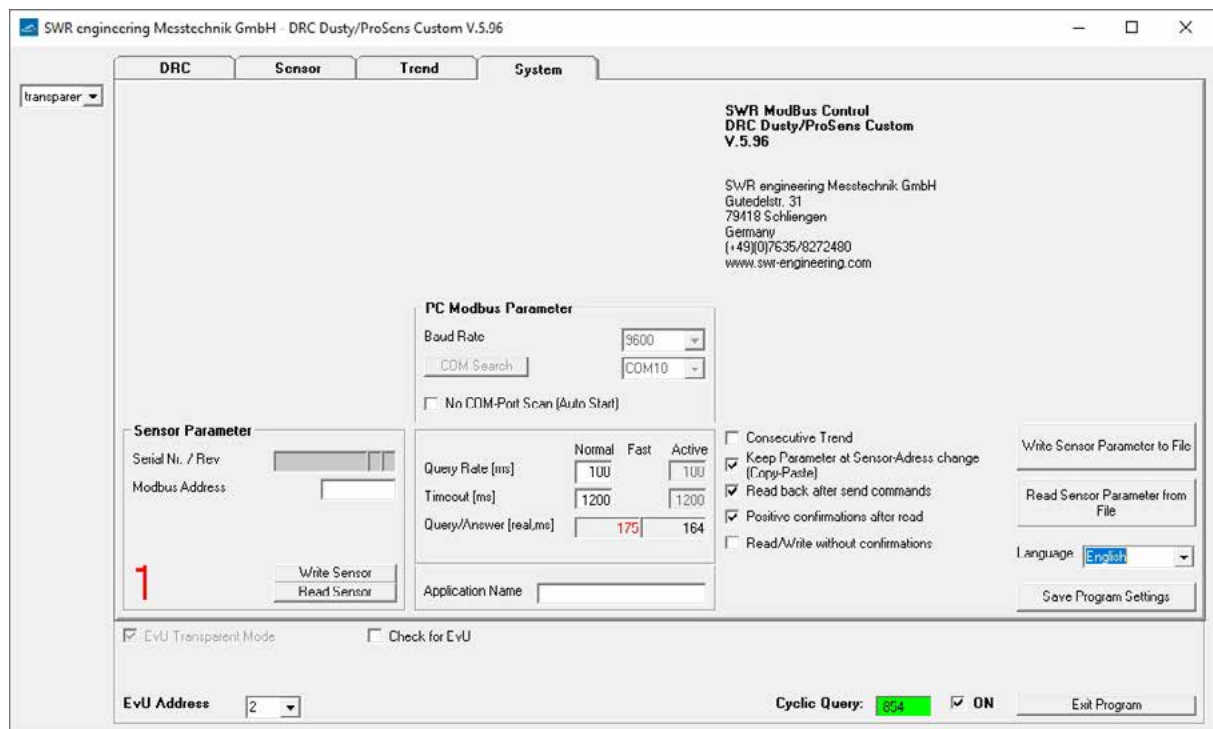 SWR engineering Messtechnik GmbH - DRC Dusty/ProSens Custom V.5.96
DRC Sensor Trend System
transparer
SWR ModBus Control
DRC Dusty/ProSens Custom
V.5.96
SWR engineering Messtechnik GmbH
Gutedelstr. 31
79418 Schliengen
Germany
(+49)(0)7635/8272480
www.swr-engineering.com
PC Modbus Parameter
Baud Rate 9600
COM Search COM10
No COM-Port Scan (Auto Start)
Sensor Parameter
Serial Nr. / Rev
Modbus Address
1
Write Sensor
Read Sensor
Normal Fast Active
Query Rate [ms] 100 100
Timeout [ms] 1200 1200
Query/Answer [real,ms] 175 164
Application Name
Consecutive Trend
Keep Parameter at Sensor-Adress change
(Copy-Paste)
Read back after send commands
Positive confirmations after read
Read/Write without confirmations
Write Sensor Parameter to File
Read Sensor Parameter from
File
Language English
Save Program Settings
EvU Transparent Mode Check for EvU
EvU Address 2
Cyclic Query: 854 ON Exit Program